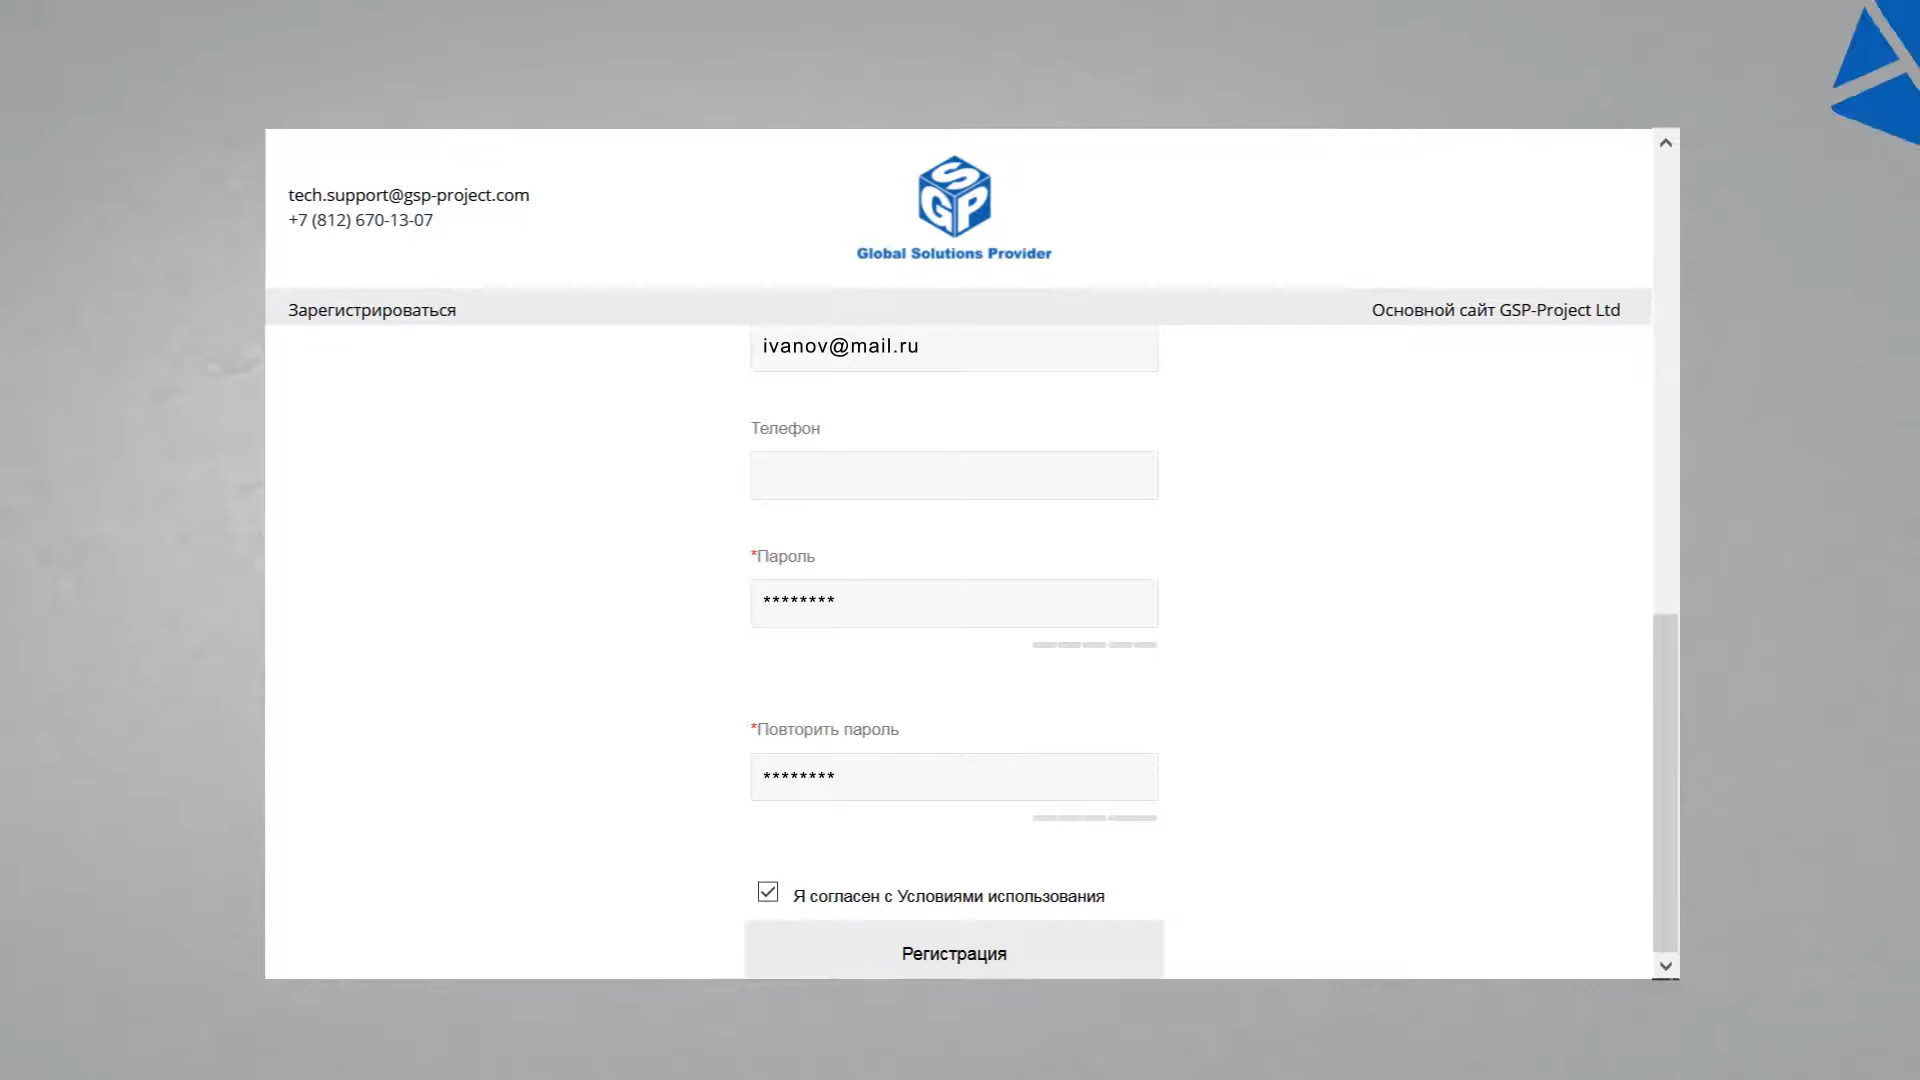 tech.support@gsp-project.com
+7 (812) 670-13-07
SGP
Global Solutions Provider
Зарегистрироваться
Основной сайт GSP-Project Ltd
ivanov@mail.ru
Телефон
*Пароль
********
*Повторить пароль
********
Я согласен с Условиями использования
Регистрация